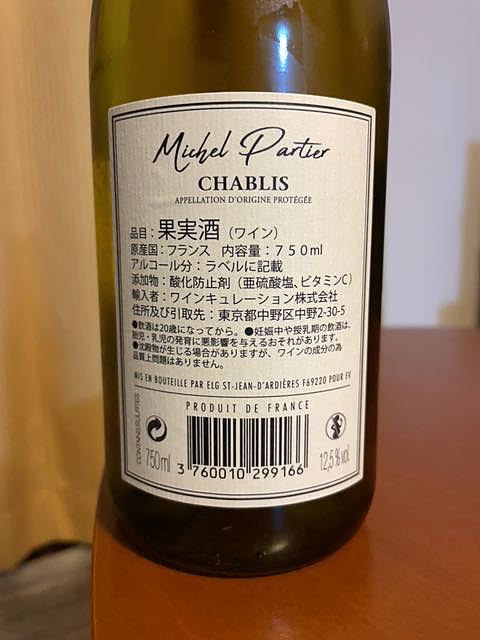 Michel Partier
CHABLIS
APPELLATION D'ORIGINE PROTÉGÉE
品目：果実酒（ワイン）
原産国：フランス 内容量：７５０ml
アルコール分：ラベルに記載
添加物：酸化防止剤（亜硫酸塩、ビタミンC）
輸入者：ワインキュレーション株式会社
住所及び引取先：東京都中野区中野2-30-5
●飲酒は20歳になってから。●妊娠中や授乳期の飲酒は、
胎児・乳児の発育に悪影響を与えるおそれがあります。
●沈殿物が生じる場合がありますが、ワインの成分の為
品質上問題はありません。
MIS EN BOUTEILLE PAR ELG ST-JEAN-D'ARDIÈRES F69220 POUR EV
PRODUIT DE FRANCE
CONTAINS SULFITES
750 ml
3 760010 299166
12,5 % vol.